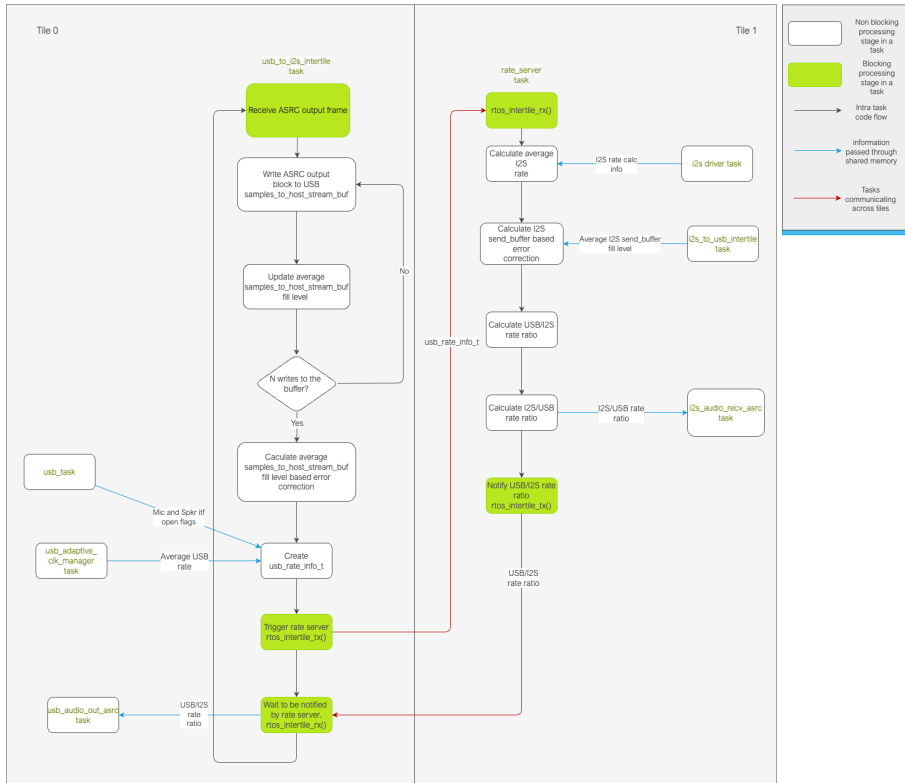 Tile 0
Tile 1
usb_to_i2s_intertile
task
Receive ASRC output frame
Write ASRC output
block to USB
samples_to_host_stream_buf
No
Update average
samples_to_host_stream_buf
fill level
N writes to the
buffer?
Yes
Caculate average
samples_to_host_stream_buf
fill level based error
correction
usb_task
Mic and Spkr itf
open flags
usb_adaptive_
clk_manager
task
Average USB
rate
Create
usb_rate_info_t
Trigger rate server
rtos_intertile_tx()
Wait to be notified
by rate server.
rtos_intertile_rx()
USB/I2S
rate
ratio
usb_audio_out_asrc
task
usb_rate_info_t
rate_server
task
rtos_intertile_rx()
Calculate average
I2S
rate
I2S rate calc
info
i2s driver task
Calculate I2S
send_buffer based
error
correction
Average I2S send_buffer
fill level
i2s_to_usb_intertile
task
Calculate USB/I2S
rate ratio
Calculate I2S/USB
rate ratio
I2S/USB rate
ratio
i2s_audio_recv_asrc
task
Notify USB/I2S rate
ratio
rtos_intertile_tx()
USB/I2S
rate ratio
Non blocking
processing
stage in a
task
Blocking
processing
stage in a
task
Intra task
code flow
information
passed through
shared memory
Tasks
communicating
across tiles